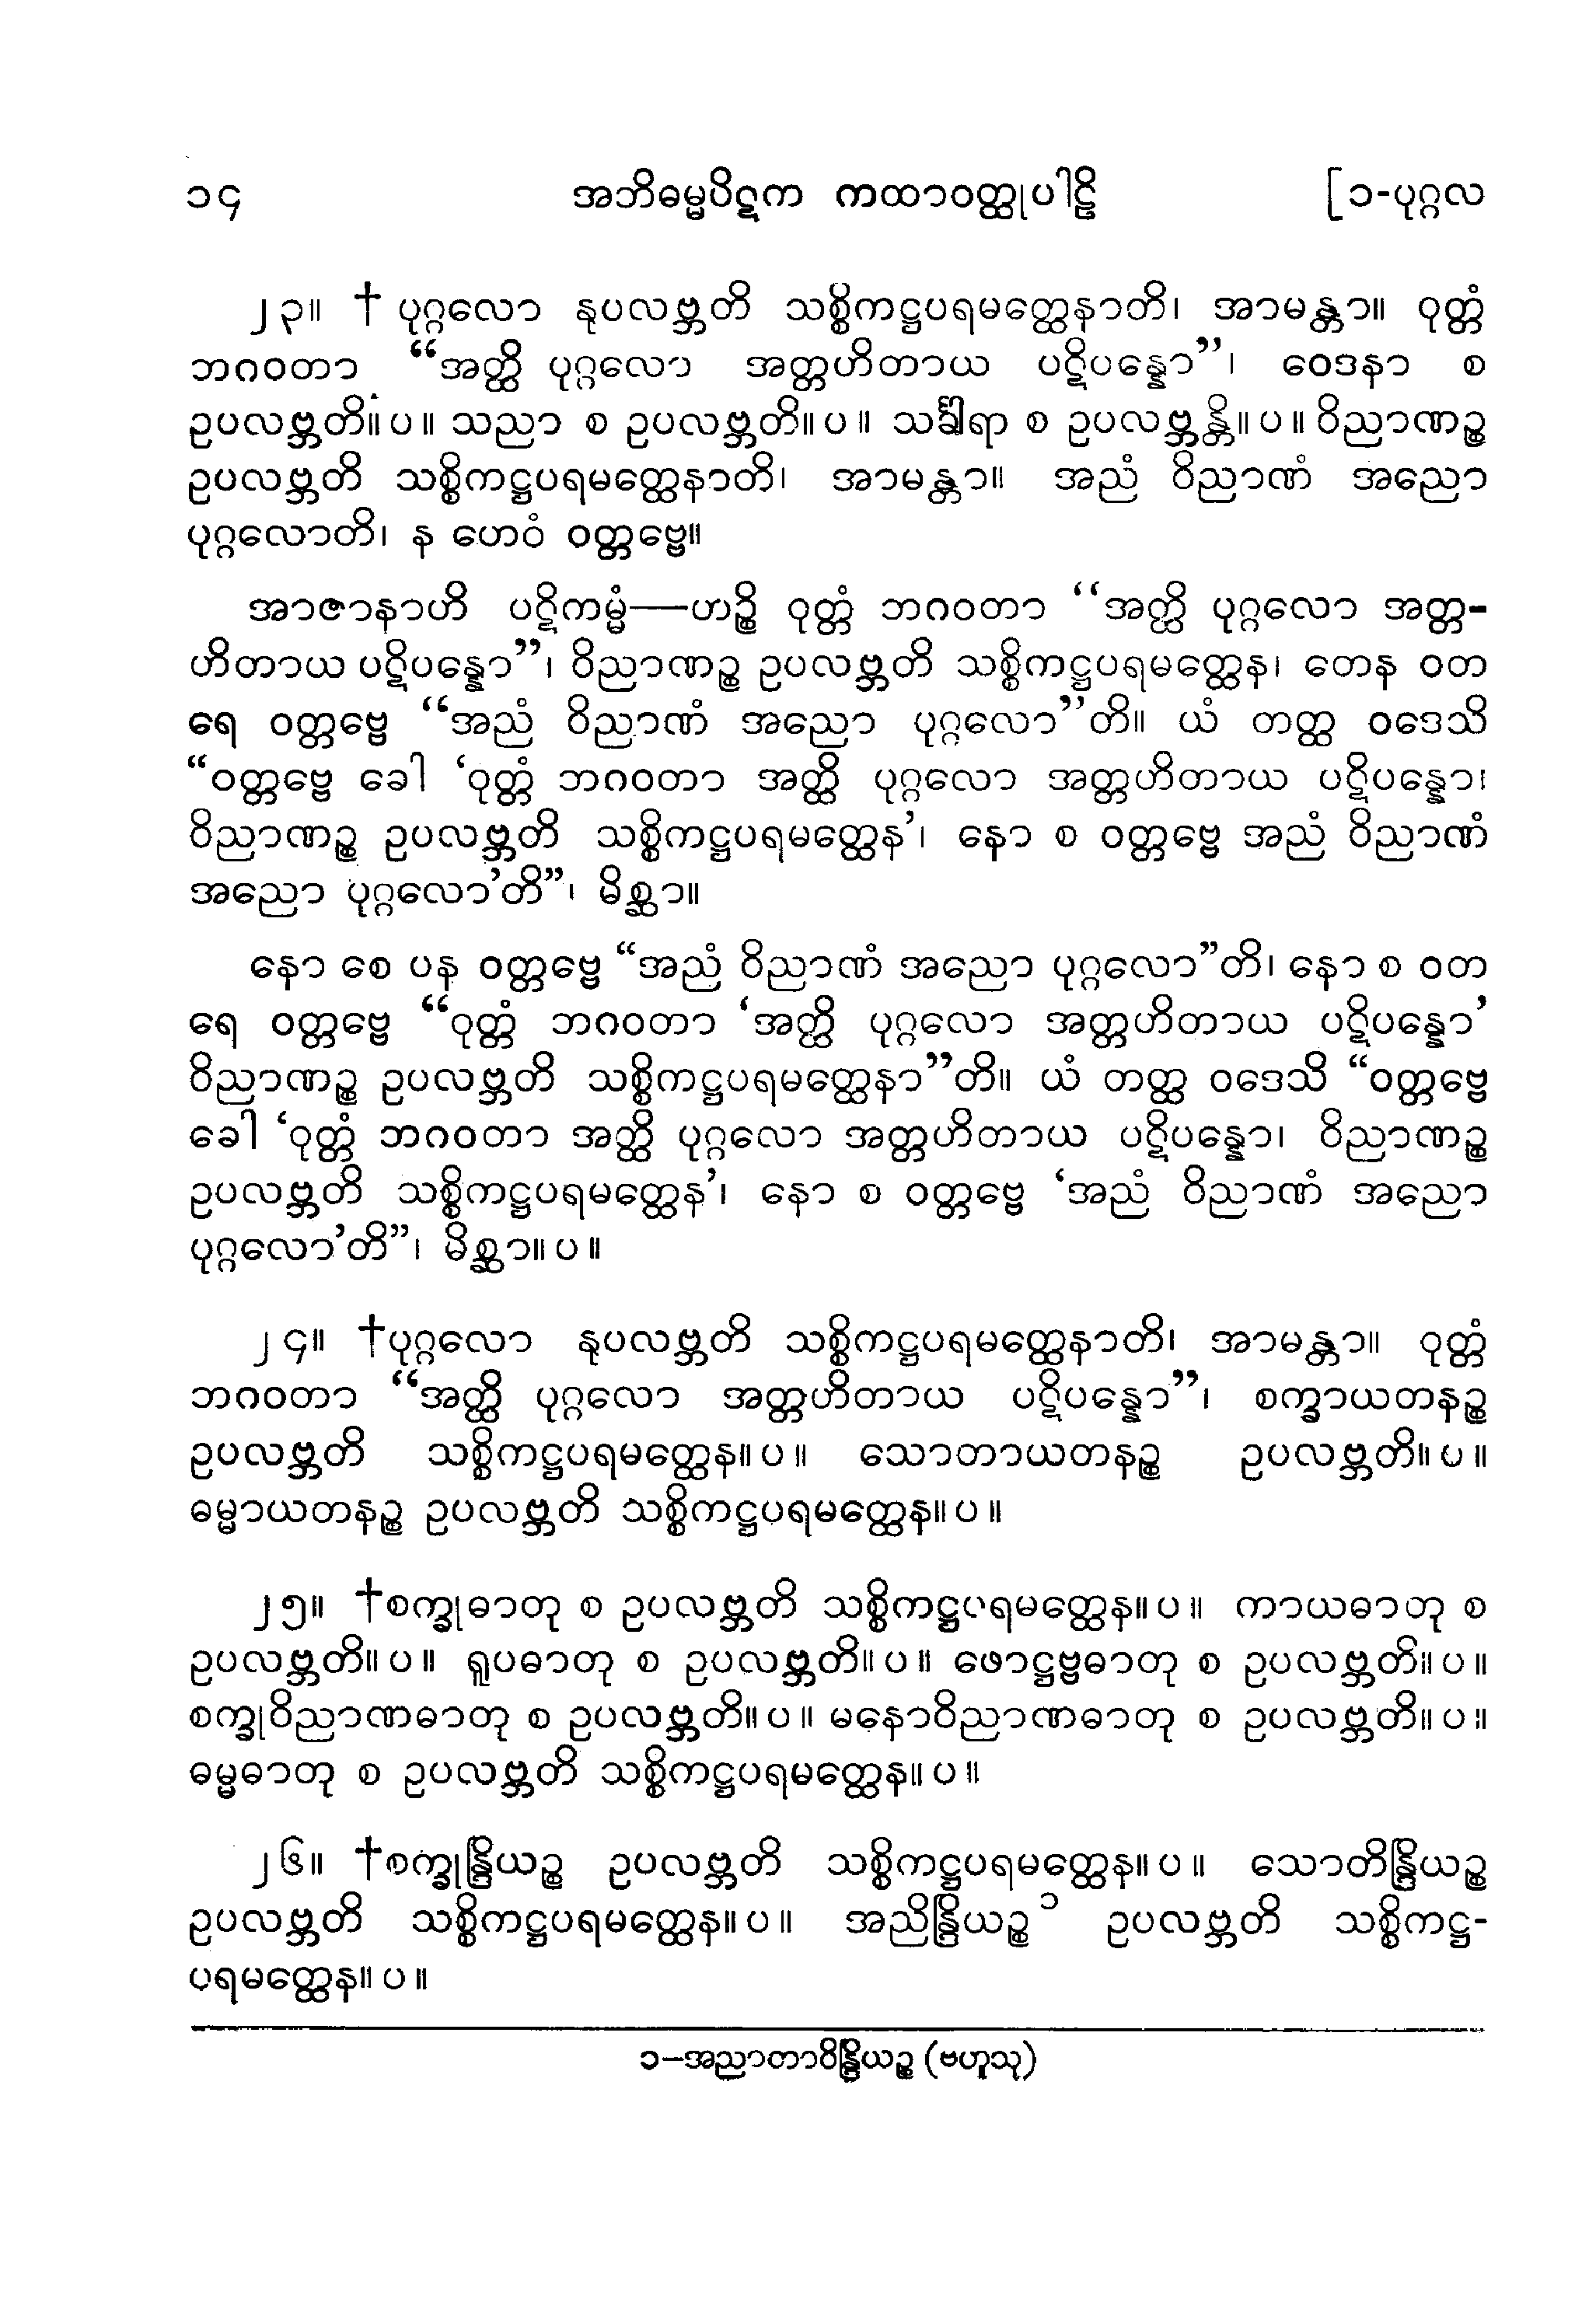 ၁၄ အဘိဓမ္မပိဋက ကထာဝတ္ထုပါဠိ [၁-ပုဂ္ဂလ
၂၃။ † ပုဂ္ဂလော နုပလဗ္ဘတိ သစ္စိကဋ္ဌပရမတ္ထေနာတိ၊ အာမန္တာ။ ဝုတ္တံ
ဘဂဝတာ “အတ္ထိ ပုဂ္ဂလော အတ္တဟိတာယ ပဋိပန္နော”၊ ဝေဒနာ စ
ဥပလဗ္ဘတိ။ပ။ သညာ စ ဥပလဗ္ဘတိ။ပ။ သင်္ခါရာ စ ဥပလဗ္ဘန္တိ။ပ။ ဝိညာဏဉ္စ
ဥပလဗ္ဘတိ သစ္စိကဋ္ဌပရမတ္ထေနာတိ၊ အာမန္တာ။ အညံ ဝိညာဏံ အညော
ပုဂ္ဂလောတိ၊ န ဟေဝံ ဝတ္တဗ္ဗေ။
အာဇာနာဟိ ပဋိကမ္မံ—ဟဉ္စိ ဝုတ္တံ ဘဂဝတာ “အတ္ထိ ပုဂ္ဂလော အတ္တ-
ဟိတာယ ပဋိပန္နော”၊ ဝိညာဏဉ္စ ဥပလဗ္ဘတိ သစ္စိကဋ္ဌပရမတ္ထေန၊ တေန ဝတ
ရေ ဝတ္တဗ္ဗေ “အညံ ဝိညာဏံ အညော ပုဂ္ဂလော”တိ။ ယံ တတ္ထ ဝဒေသိ
“ဝတ္တဗ္ဗေ ခေါ ‘ဝုတ္တံ ဘဂဝတာ အတ္ထိ ပုဂ္ဂလော အတ္တဟိတာယ ပဋိပန္နော၊
ဝိညာဏဉ္စ ဥပလဗ္ဘတိ သစ္စိကဋ္ဌပရမတ္ထေန’၊ နော စ ဝတ္တဗ္ဗေ အညံ ဝိညာဏံ
အညော ပုဂ္ဂလော’တိ”၊ မိစ္ဆာ။
နော စေ ပန ဝတ္တဗ္ဗေ “အညံ ဝိညာဏံ အညော ပုဂ္ဂလော”တိ၊ နော စ ဝတ
ရေ ဝတ္တဗ္ဗေ “ဝုတ္တံ ဘဂဝတာ ‘အတ္ထိ ပုဂ္ဂလော အတ္တဟိတာယ ပဋိပန္နော’
ဝိညာဏဉ္စ ဥပလဗ္ဘတိ သစ္စိကဋ္ဌပရမတ္ထေနာ”တိ။ ယံ တတ္ထ ဝဒေသိ “ဝတ္တဗ္ဗေ
ခေါ ‘ဝုတ္တံ ဘဂဝတာ အတ္ထိ ပုဂ္ဂလော အတ္တဟိတာယ ပဋိပန္နော၊ ဝိညာဏဉ္စ
ဥပလဗ္ဘတိ သစ္စိကဋ္ဌပရမတ္ထေန’၊ နော စ ဝတ္တဗ္ဗေ ‘အညံ ဝိညာဏံ အညော
ပုဂ္ဂလော’တိ”၊ မိစ္ဆာ။ပ။
၂၄။ †ပုဂ္ဂလော နုပလဗ္ဘတိ သစ္စိကဋ္ဌပရမတ္ထေနာတိ၊ အာမန္တာ။ ဝုတ္တံ
ဘဂဝတာ “အတ္ထိ ပုဂ္ဂလော အတ္တဟိတာယ ပဋိပန္နော”၊ စက္ခာယတနဉ္စ
ဥပလဗ္ဘတိ သစ္စိကဋ္ဌပရမတ္ထေန။ပ။ သောတာယတနဉ္စ ဥပလဗ္ဘတိ။ပ။
ဓမ္မာယတနဉ္စ ဥပလဗ္ဘတိ သစ္စိကဋ္ဌပရမတ္ထေန။ပ။
၂၅။ †စက္ခုဓာတု စ ဥပလဗ္ဘတိ သစ္စိကဋ္ဌပရမတ္ထေန။ပ။ ကာယဓာတု စ
ဥပလဗ္ဘတိ။ပ။ ရူပဓာတု စ ဥပလဗ္ဘတိ။ပ။ ဖောဋ္ဌဗ္ဗဓာတု စ ဥပလဗ္ဘတိ။ပ။
စက္ခုဝိညာဏဓာတု စ ဥပလဗ္ဘတိ။ပ။ မနောဝိညာဏဓာတု စ ဥပလဗ္ဘတိ။ပ။
ဓမ္မဓာတု စ ဥပလဗ္ဘတိ သစ္စိကဋ္ဌပရမတ္ထေန။ပ။
၂၆။ †စက္ခုန္ဒြိယဉ္စ ဥပလဗ္ဘတိ သစ္စိကဋ္ဌပရမတ္ထေန။ပ။ သောတိန္ဒြိယဉ္စ
ဥပလဗ္ဘတိ သစ္စိကဋ္ဌပရမတ္ထေန။ပ။ အညိန္ဒြိယဉ္စ ၁ ဥပလဗ္ဘတိ သစ္စိကဋ္ဌ-
ပရမတ္ထေန။ပ။
၁–အညာတာဝိန္ဒြိယဉ္စ (ဗဟူသု)